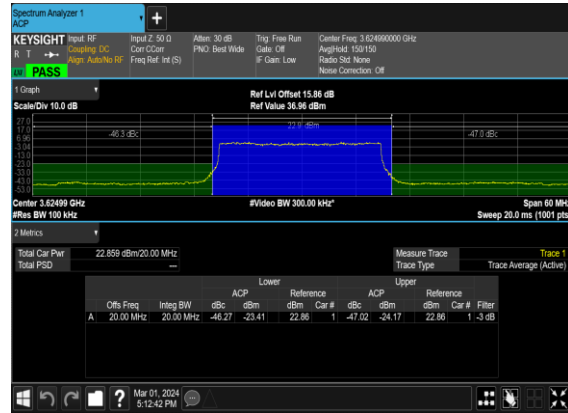 Spectrum Analyzer 1
ACP
KEYSIGHT Input: RF Input Z: 50 Ω Atten: 30 dB Trig: Free Run Center Freq: 3.624990000 GHz
R T Coupling: DC Corr CCorr PNO: Best Wide Gate: Off Avg|Hold: 150/150
Align: Auto/No RF Freq Ref: Int (S) IF Gain: Low Radio Std: None
LW PASS Noise Correction: Off
1 Graph Ref Lvl Offset 15.86 dB
Scale/Div 10.0 dB Ref Value 36.96 dBm
27.0
17.0 22.9 dBm
6.96 -46.3 dBc -47.0 dBc
-3.04
-13.0
-23.0
-33.0
-43.0
-53.0
Center 3.62499 GHz #Video BW 300.00 kHz* Span 60 MHz
#Res BW 100 kHz Sweep 20.0 ms (1001 pts)
2 Metrics
Total Car Pwr 22.859 dBm/20.00 MHz Measure Trace Trace 1
Total PSD --- Trace Type Trace Average (Active)
Lower Upper
ACP Reference ACP Reference
Offs Freq Integ BW dBc dBm dBm Car # dBc dBm dBm Car # Filter
A 20.00 MHz 20.00 MHz -46.27 -23.41 22.86 1 -47.02 -24.17 22.86 1 -3 dB
? Mar 01, 2024
5:12:42 PM